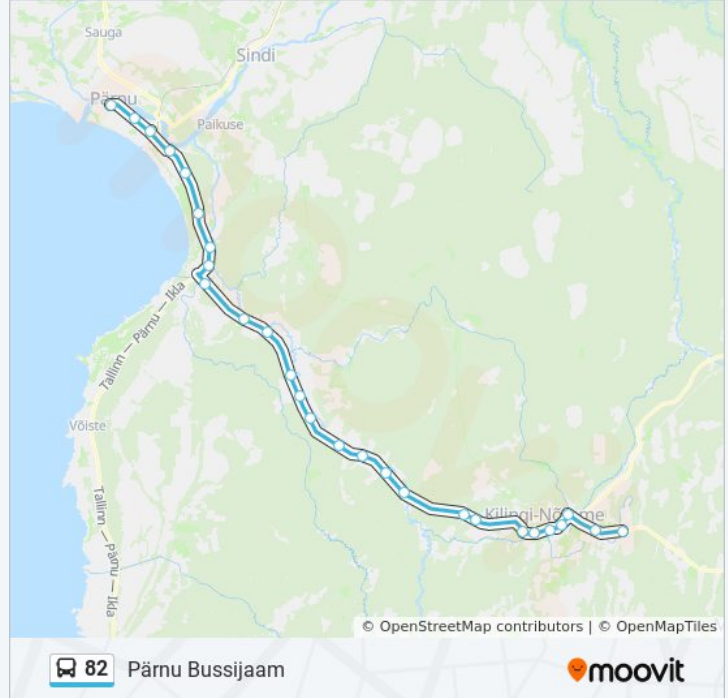 Sauga
Sindi
Pärnu
Paikuse
Tallinn — Pärnu — Ikla
Võiste
Tallinn — Pärnu — Ikla
Kilingi-Nõmme
© OpenStreetMap contributors | © OpenMapTiles
82 Pärnu Bussijaam
moovit